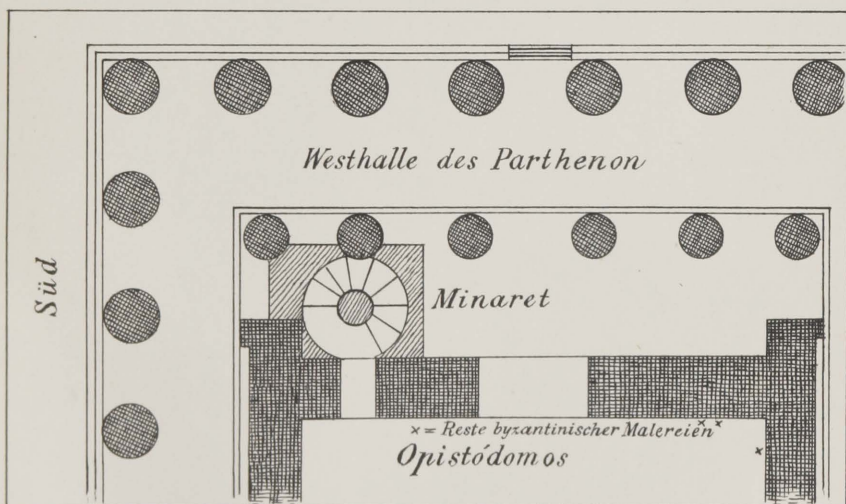 Westhalle des Parthenon
Süd
Minaret
× = Reste byzantinischer Malereien
Opistódomos